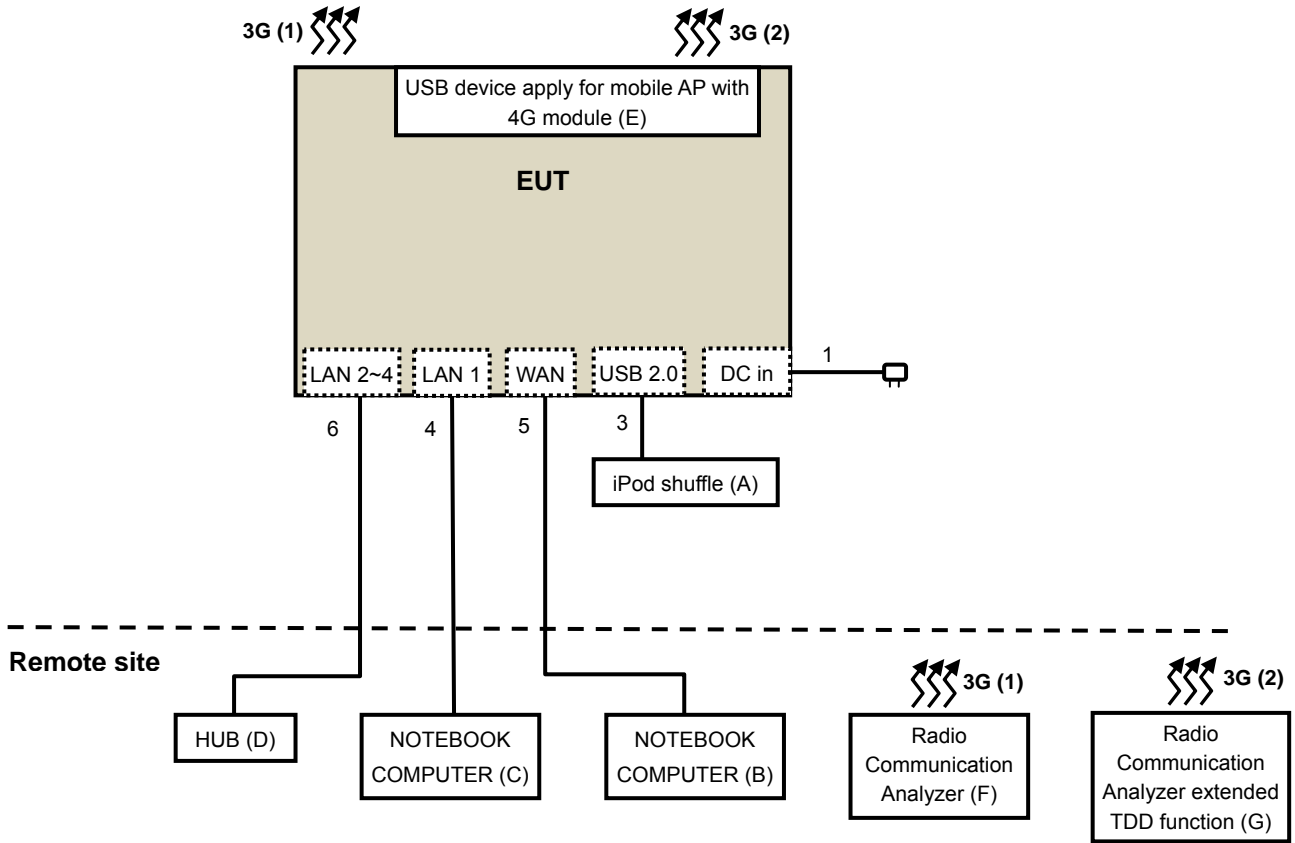 3G (1)
3G (2)
USB device apply for mobile AP with
4G module (E)
EUT
LAN 2~4
LAN 1
WAN
USB 2.0
DC in
1
6
4
5
3
iPod shuffle (A)
Remote site
3G (1)
3G (2)
HUB (D)
NOTEBOOK
COMPUTER (C)
NOTEBOOK
COMPUTER (B)
Radio
Communication
Analyzer (F)
Radio
Communication
Analyzer extended
TDD function (G)